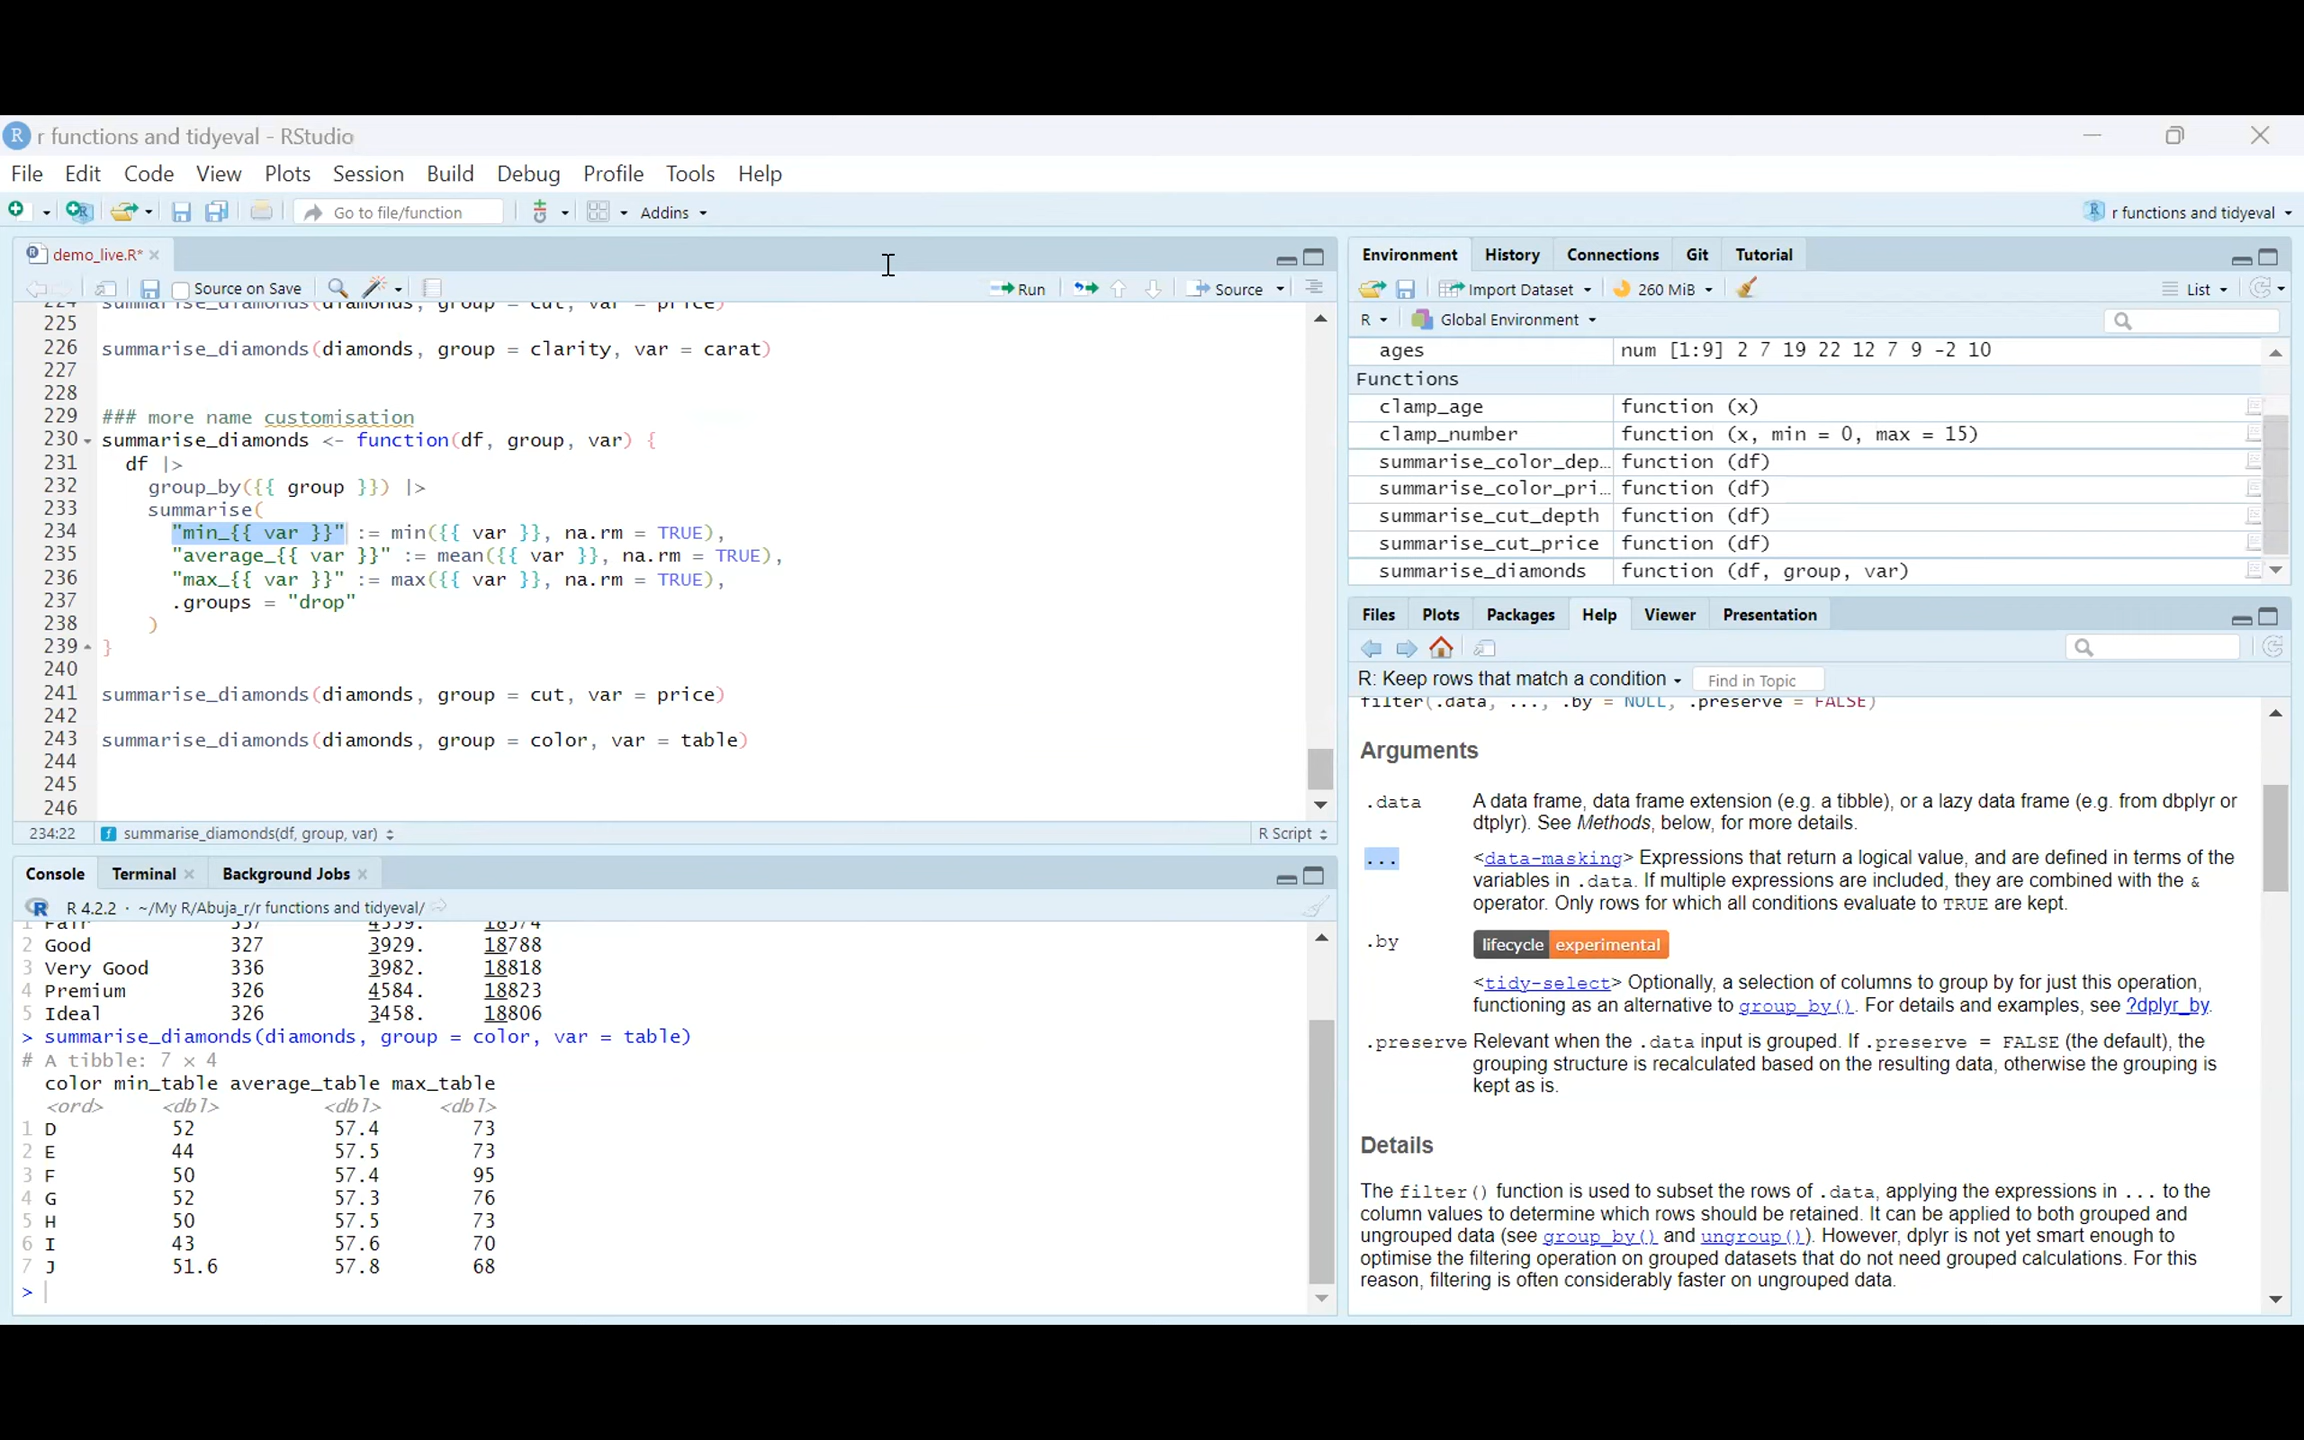 r functions and tidyeval - RStudio
File Edit Code View Plots Session Build Debug Profile Tools Help
Go to file/function Addins r functions and tidyeval
demo_live.R*
Source on Save Run Source
224 summarise_diamonds(diamonds, group = cut, var = price)
225
226 summarise_diamonds(diamonds, group = clarity, var = carat)
227
228
229 ### more name customisation
230 summarise_diamonds <- function(df, group, var) {
231 df |>
232 group_by({{ group }}) |>
233 summarise(
234 "min_{{ var }}" := min({{ var }}, na.rm = TRUE),
235 "average_{{ var }}" := mean({{ var }}, na.rm = TRUE),
236 "max_{{ var }}" := max({{ var }}, na.rm = TRUE),
237 .groups = "drop"
238 )
239 }
240
241 summarise_diamonds(diamonds, group = cut, var = price)
242
243 summarise_diamonds(diamonds, group = color, var = table)
244
245
246
234:22 summarise_diamonds(df, group, var) R Script
Console Terminal Background Jobs
R 4.2.2 · ~/My R/Abuja_r/r functions and tidyeval/
1 Fair 337 4359. 18574
2 Good 327 3929. 18788
3 Very Good 336 3982. 18818
4 Premium 326 4584. 18823
5 Ideal 326 3458. 18806
> summarise_diamonds(diamonds, group = color, var = table)
# A tibble: 7 × 4
color min_table average_table max_table
<ord> <dbl> <dbl> <dbl>
1 D 52 57.4 73
2 E 44 57.5 73
3 F 50 57.4 95
4 G 52 57.3 76
5 H 50 57.5 73
6 I 43 57.6 70
7 J 51.6 57.8 68
>
Environment History Connections Git Tutorial
Import Dataset 260 MiB List
R Global Environment
ages num [1:9] 2 7 19 22 12 7 9 -2 10
Functions
clamp_age function (x)
clamp_number function (x, min = 0, max = 15)
summarise_color_dep… function (df)
summarise_color_pri… function (df)
summarise_cut_depth function (df)
summarise_cut_price function (df)
summarise_diamonds function (df, group, var)
Files Plots Packages Help Viewer Presentation
R: Keep rows that match a condition Find in Topic
filter(.data, ..., .by = NULL, .preserve = FALSE)
Arguments
.data A data frame, data frame extension (e.g. a tibble), or a lazy data frame (e.g. from dbplyr or
dtplyr). See Methods, below, for more details.
... <data-masking> Expressions that return a logical value, and are defined in terms of the
variables in .data. If multiple expressions are included, they are combined with the &
operator. Only rows for which all conditions evaluate to TRUE are kept.
.by lifecycle experimental
<tidy-select> Optionally, a selection of columns to group by for just this operation,
functioning as an alternative to group_by(). For details and examples, see ?dplyr_by.
.preserve Relevant when the .data input is grouped. If .preserve = FALSE (the default), the
grouping structure is recalculated based on the resulting data, otherwise the grouping is
kept as is.
Details
The filter() function is used to subset the rows of .data, applying the expressions in ... to the
column values to determine which rows should be retained. It can be applied to both grouped and
ungrouped data (see group_by() and ungroup()). However, dplyr is not yet smart enough to
optimise the filtering operation on grouped datasets that do not need grouped calculations. For this
reason, filtering is often considerably faster on ungrouped data.